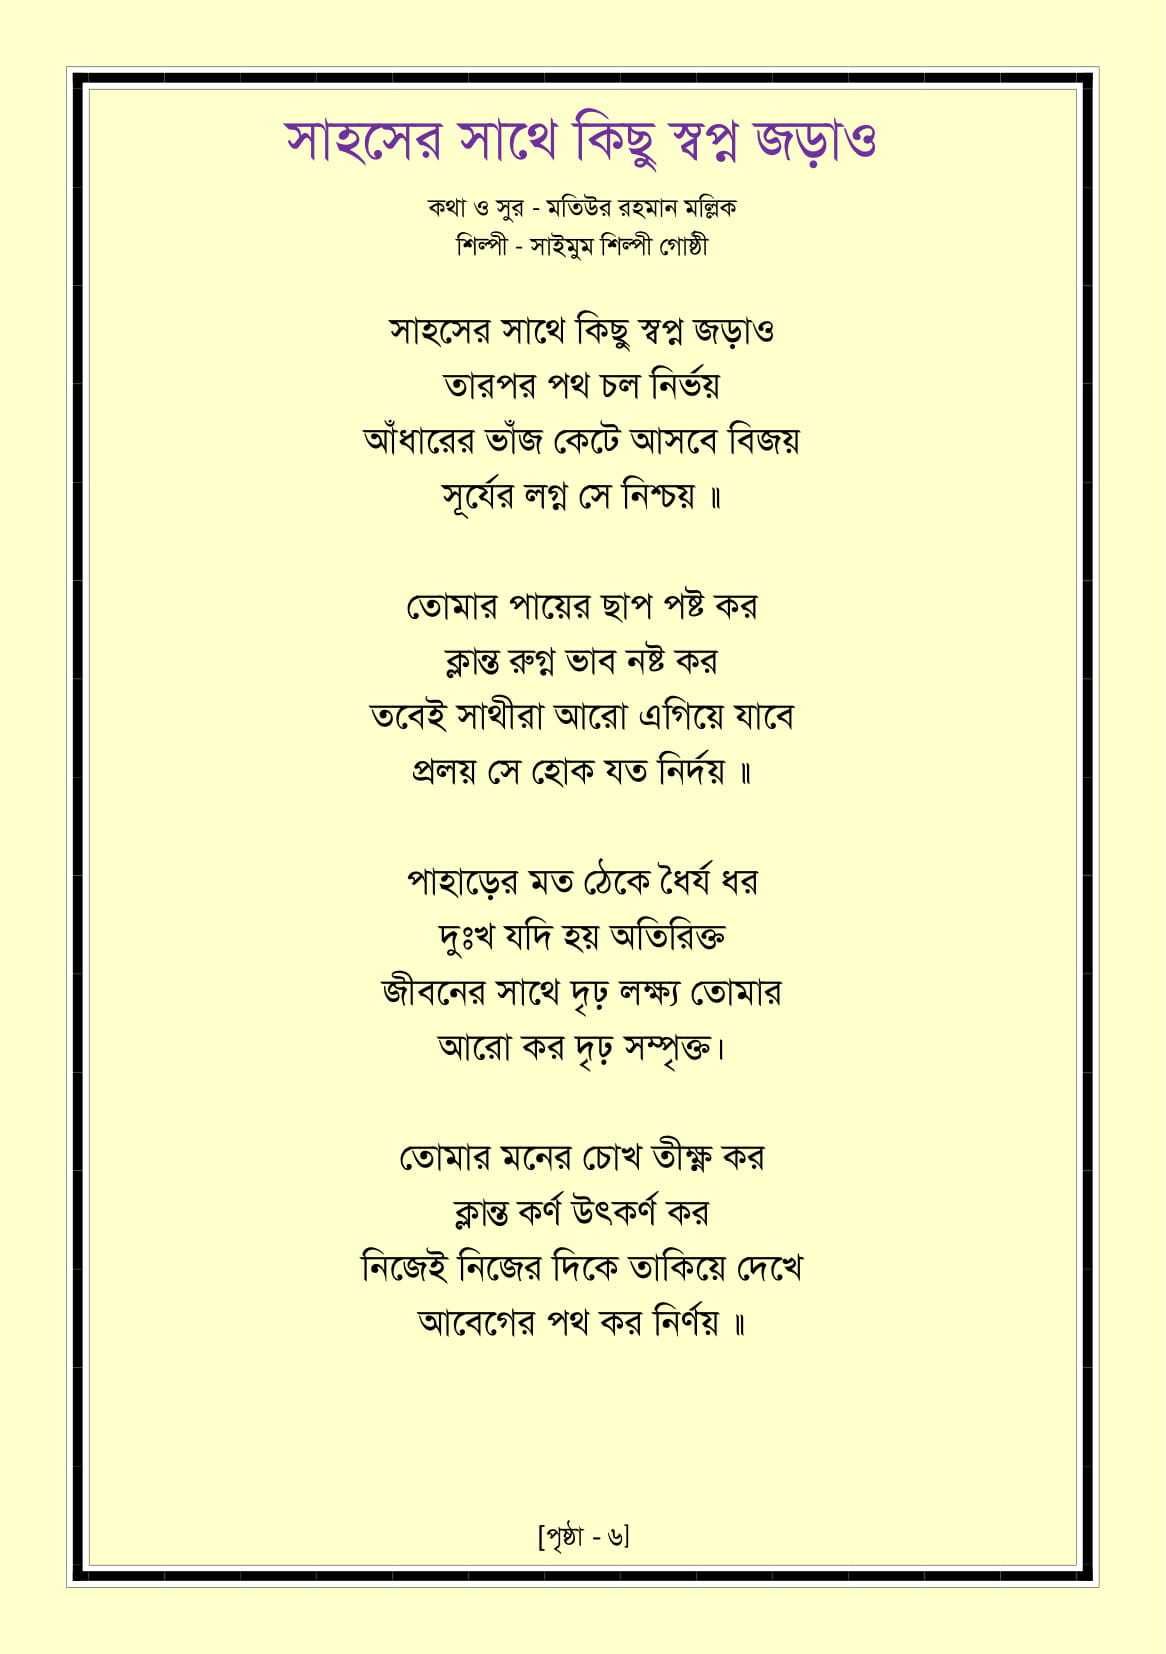 সাহসের সাথে কিছু স্বপ্ন জড়াও
কথা ও সুর - মতিউর রহমান মল্লিক
শিল্পী - সাইমুম শিল্পী গোষ্ঠী
সাহসের সাথে কিছু স্বপ্ন জড়াও
তারপর পথ চল নির্ভয়
আঁধারের ভাঁজ কেটে আসবে বিজয়
সূর্যের লগ্ন সে নিশ্চয় ॥
তোমার পায়ের ছাপ পষ্ট কর
ক্লান্ত রুগ্ন ভাব নষ্ট কর
তবেই সাথীরা আরো এগিয়ে যাবে
প্রলয় সে হোক যত নির্দয় ॥
পাহাড়ের মত ঠেকে ধৈর্য ধর
দুঃখ যদি হয় অতিরিক্ত
জীবনের সাথে দৃঢ় লক্ষ্য তোমার
আরো কর দৃঢ় সম্পৃক্ত।
তোমার মনের চোখ তীক্ষ্ণ কর
ক্লান্ত কর্ণ উৎকর্ণ কর
নিজেই নিজের দিকে তাকিয়ে দেখে
আবেগের পথ কর নির্ণয় ॥
[পৃষ্ঠা - ৬]